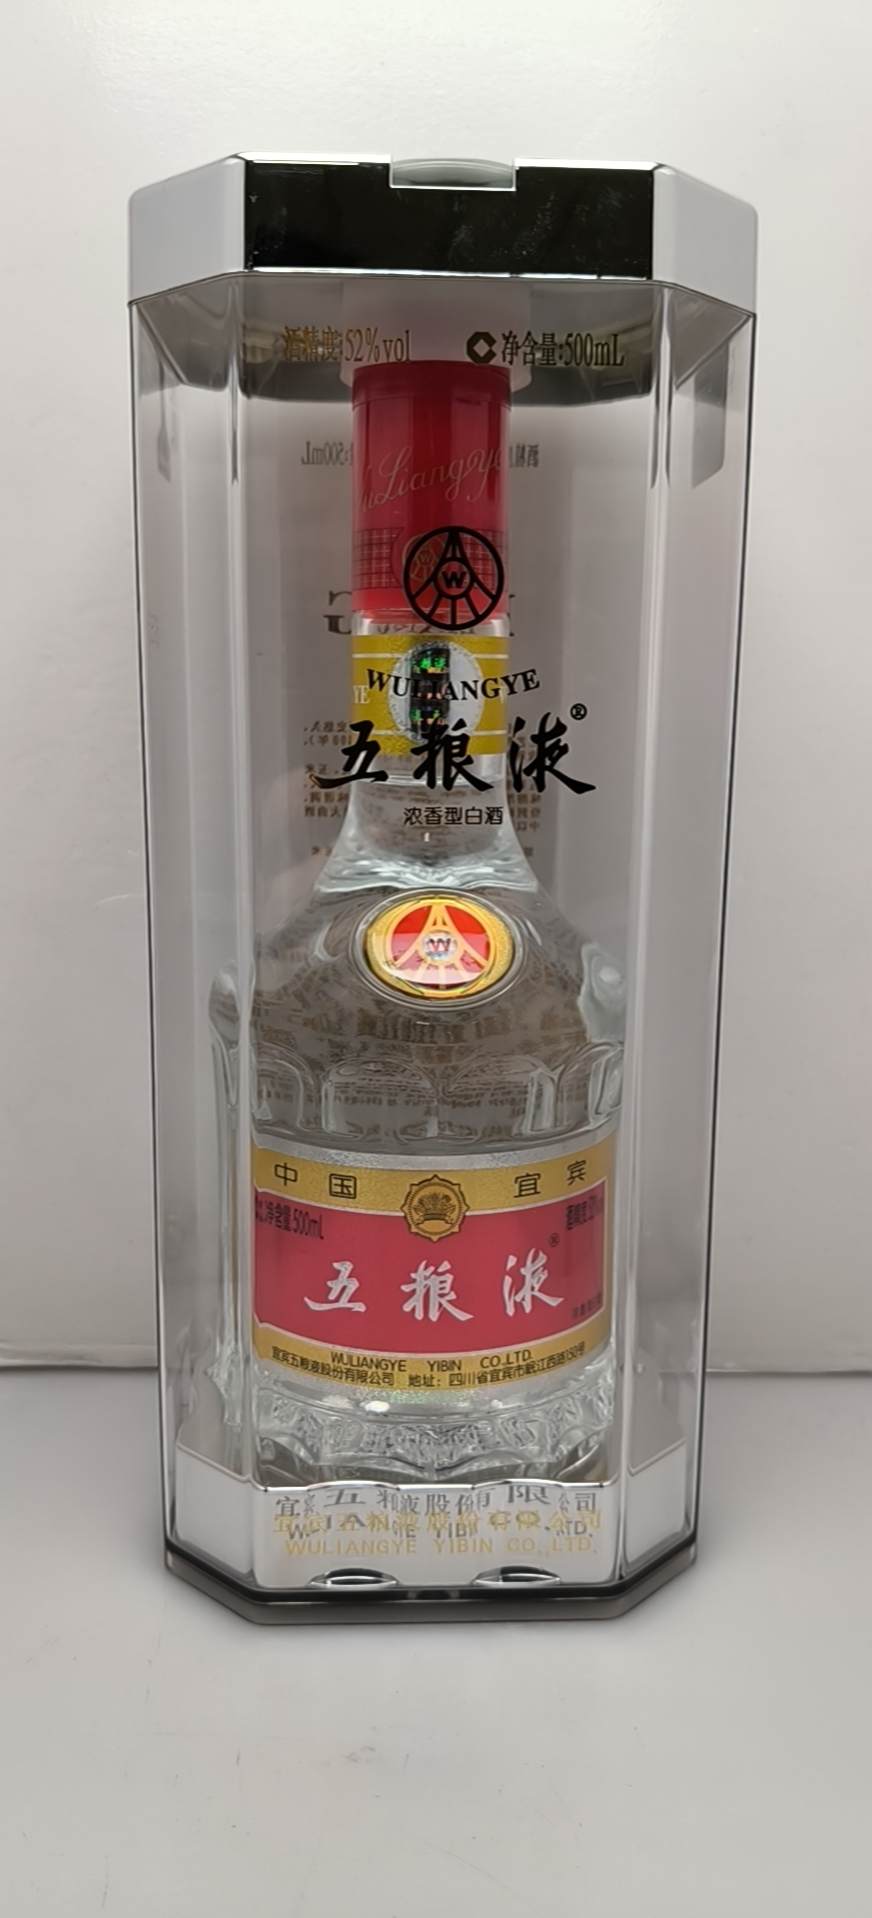 酒精度:52%vol 净含量:500mL
WuLiangye
W
WULIANGYE
五粮液®
浓香型白酒
W
中国 宜宾
净含量:500mL
五粮液®
WULIANGYE YIBIN CO.,LTD.
宜宾五粮液股份有限公司 地址：四川省宜宾市岷江西路150号
宜宾五粮液股份有限公司
WULIANGYE YIBIN CO.,LTD.